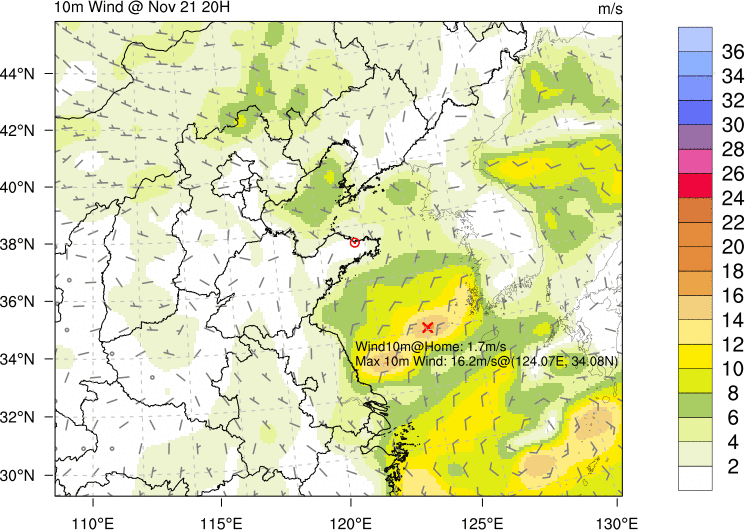 10m Wind @ Nov 21 20H
m/s
44°N
42°N
40°N
38°N
36°N
34°N
32°N
30°N
110°E
115°E
120°E
125°E
130°E
Wind10m@Home: 1.7m/s
Max 10m Wind: 16.2m/s@(124.07E, 34.08N)
36
34
32
30
28
26
24
22
20
18
16
14
12
10
8
6
4
2